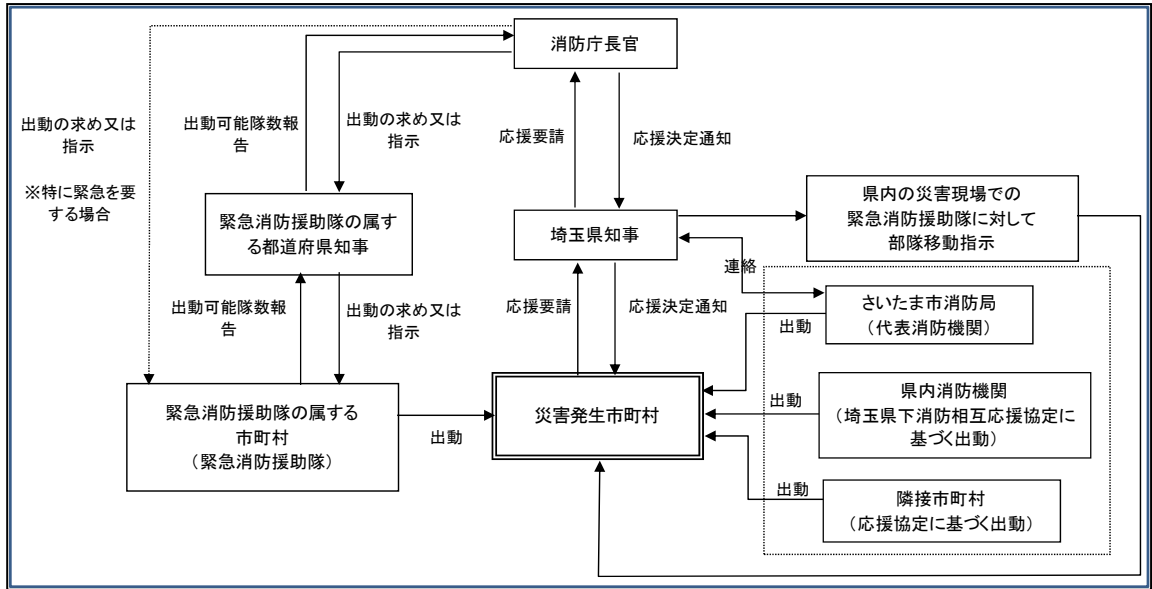 消防庁長官
出動の求め又は
指示
※特に緊急を要
する場合
出動可能隊数報
告
出動の求め又は
指示
応援要請
応援決定通知
緊急消防援助隊の属す
る都道府県知事
埼玉県知事
県内の災害現場での
緊急消防援助隊に対して
部隊移動指示
連絡
出動可能隊数報
告
出動の求め又は
指示
応援要請
応援決定通知
さいたま市消防局
（代表消防機関）
出動
緊急消防援助隊の属する
市町村
（緊急消防援助隊）
出動
災害発生市町村
出動
県内消防機関
（埼玉県下消防相互応援協定に
基づく出動）
出動
隣接市町村
（応援協定に基づく出動）